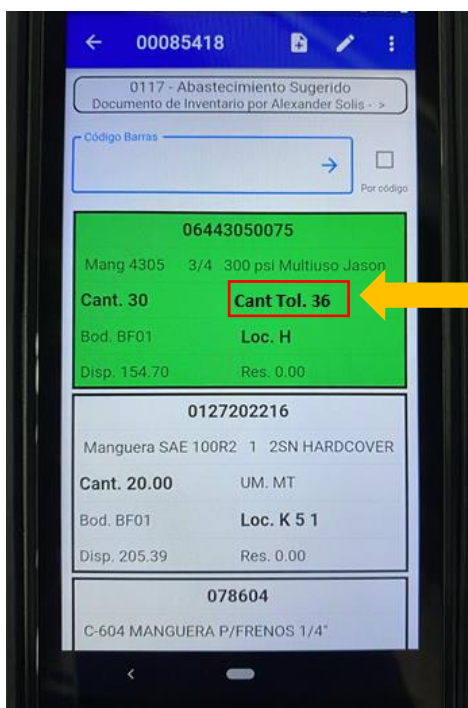 00085418
0117 - Abastecimiento Sugerido
Documento de Inventario por Alexander Solis - >
Código Barras
Por código
06443050075
Mang 4305 3/4 300 psi Multiuso Jason
Cant. 30 Cant Tol. 36
Bod. BF01 Loc. H
Disp. 154.70 Res. 0.00
0127202216
Manguera SAE 100R2 1 2SN HARDCOVER
Cant. 20.00 UM. MT
Bod. BF01 Loc. K 5 1
Disp. 205.39 Res. 0.00
078604
C-604 MANGUERA P/FRENOS 1/4"